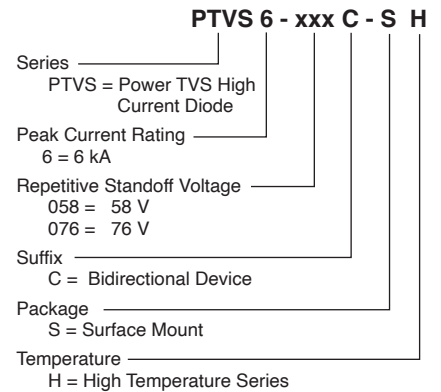 PTVS 6 - xxx C - S H
Series
PTVS = Power TVS High
Current Diode
Peak Current Rating
6 = 6 kA
Repetitive Standoff Voltage
058 = 58 V
076 = 76 V
Suffix
C = Bidirectional Device
Package
S = Surface Mount
Temperature
H = High Temperature Series